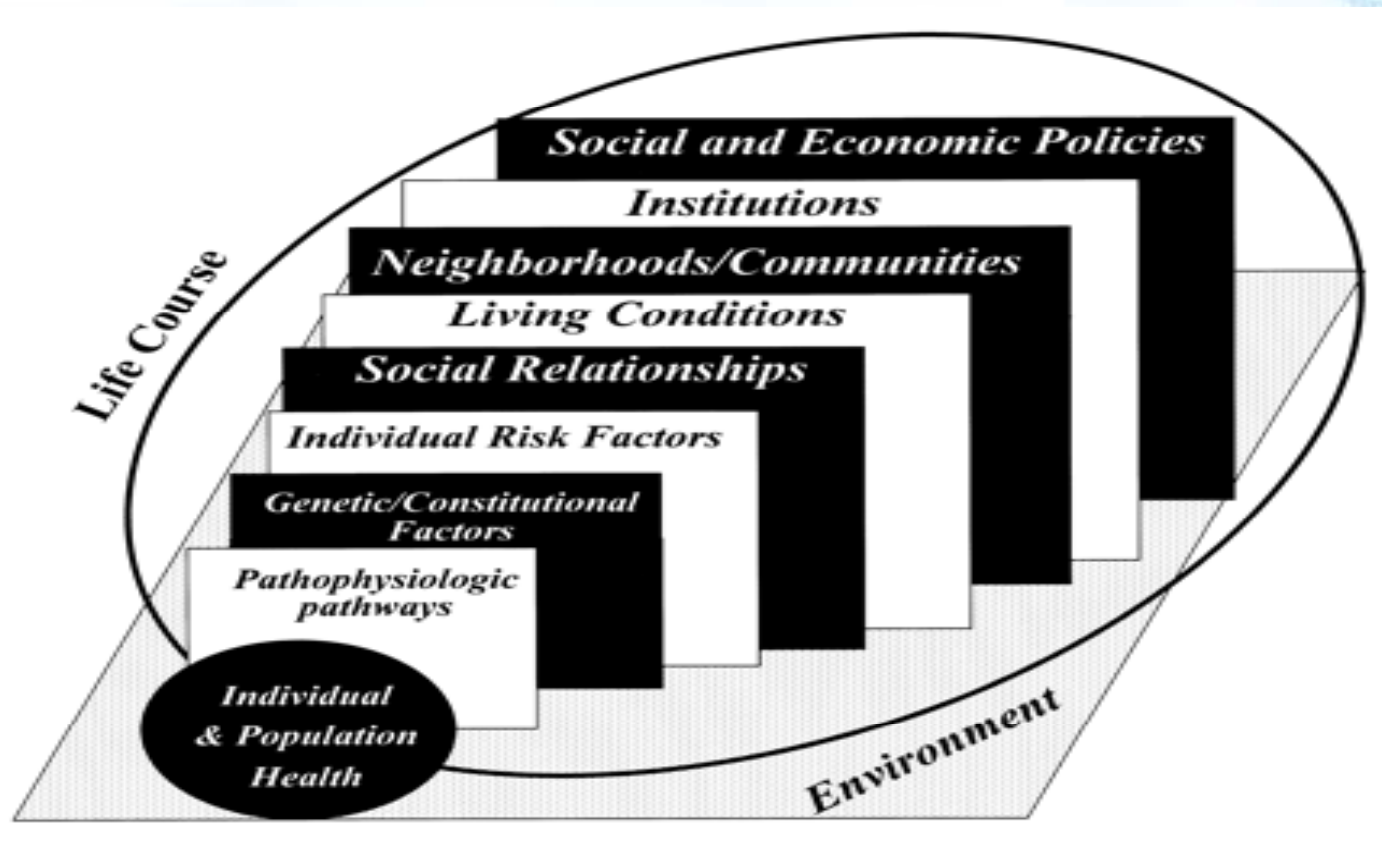 Social and Economic Policies
Institutions
Neighborhoods/Communities
Living Conditions
Social Relationships
Individual Risk Factors
Genetic/Constitutional
Factors
Pathophysiologic
pathways
Individual
& Population
Health
Life Course
Environment